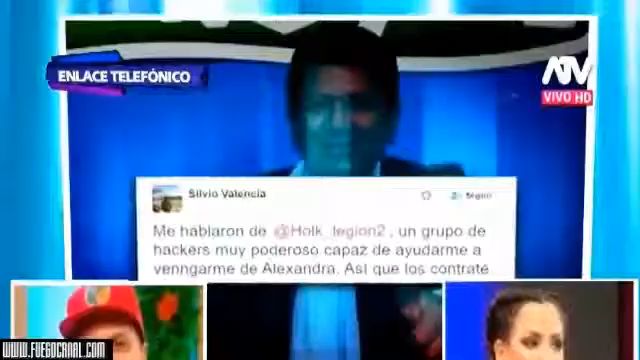 ENLACE TELEFÓNICO
ATV
VIVO HD
Silvio Valencia
Seguir
Me hablaron de @Holk_legion2, un grupo de
hackers muy poderoso capaz de ayudarme a
venngarme de Alexandra. Así que los contraté
WWW.FUEGOCRNAL.COM